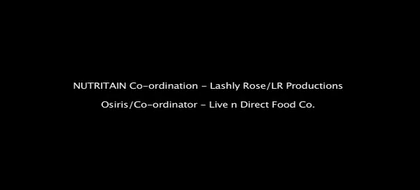 NUTRITAIN Co-ordination - Lashly Rose/LR Productions
Osiris/Co-ordinator - Live n Direct Food Co.